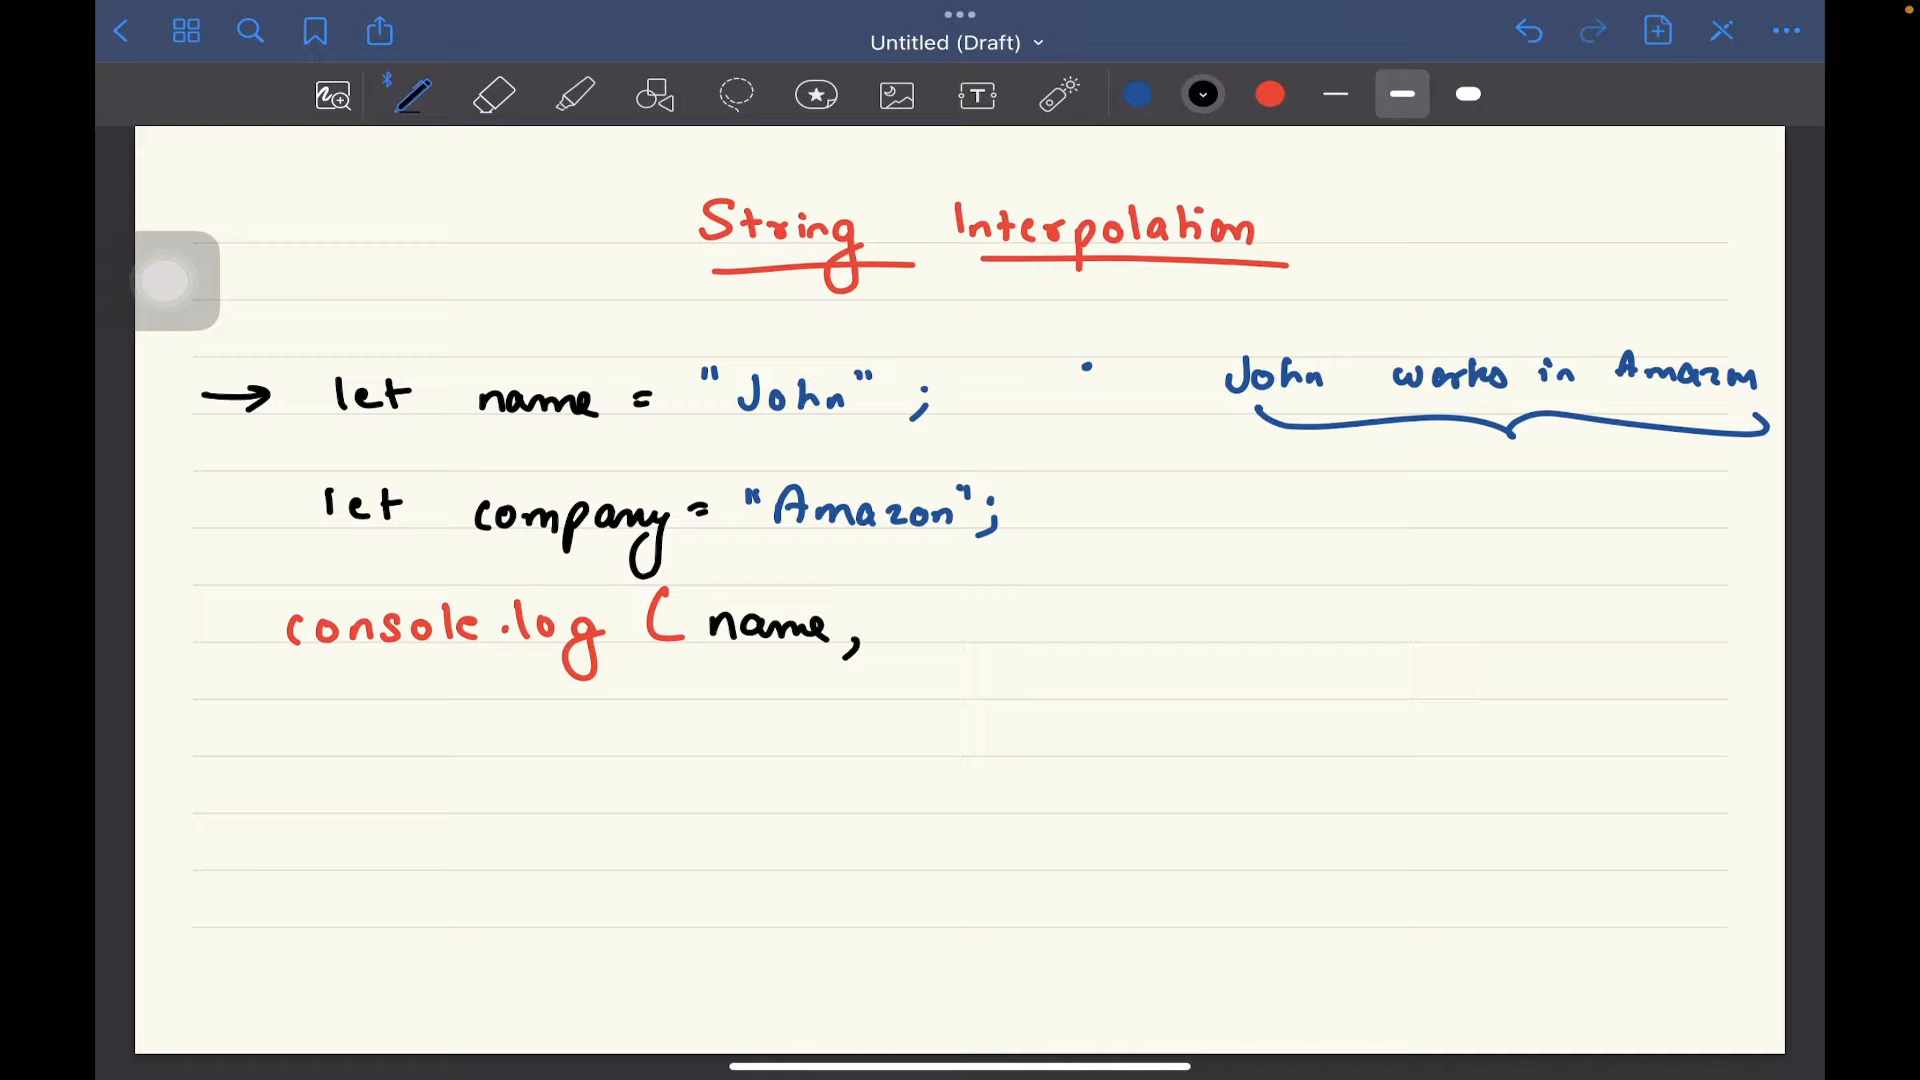 Untitled (Draft)
String Interpolation
→ let name = "John" ;
John works in Amazon
let company = "Amazon";
console.log ( name,